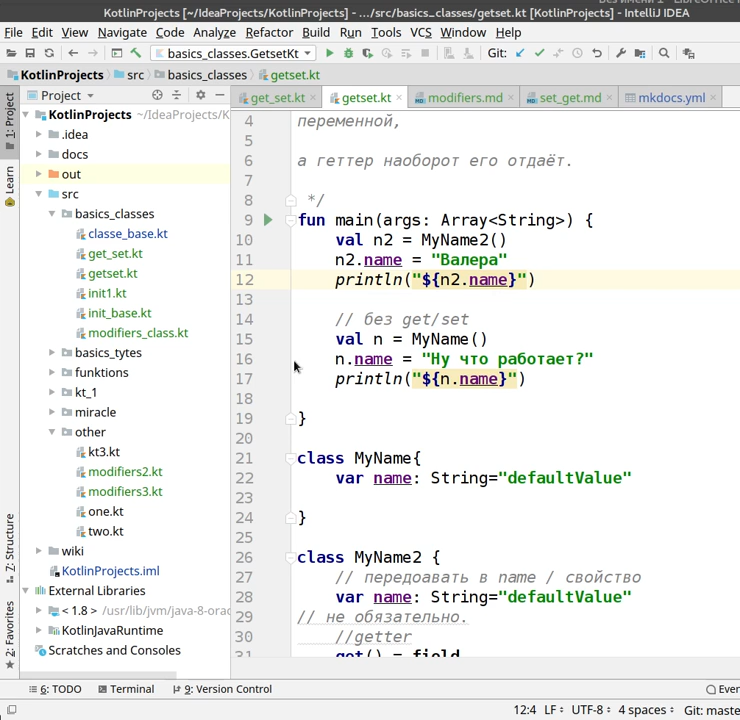 KotlinProjects [~/IdeaProjects/KotlinProjects] - .../src/basics_classes/getset.kt [KotlinProjects] - IntelliJ IDEA
File Edit View Navigate Code Analyze Refactor Build Run Tools VCS Window Help
basics_classes.GetsetKt Git:
KotlinProjects src basics_classes getset.kt
Project get_set.kt getset.kt modifiers.md set_get.md mkdocs.yml
1: Project
Learn
7: Structure
2: Favorites
KotlinProjects ~/IdeaProjects/K
.idea
docs
out
src
basics_classes
classe_base.kt
get_set.kt
getset.kt
init1.kt
init_base.kt
modifiers_class.kt
basics_tytes
funktions
kt_1
miracle
other
kt3.kt
modifiers2.kt
modifiers3.kt
one.kt
two.kt
wiki
KotlinProjects.iml
External Libraries
< 1.8 > /usr/lib/jvm/java-8-orac
KotlinJavaRuntime
Scratches and Consoles
4 переменной,
5
6 а геттер наоборот его отдаёт.
7
8 */
9 fun main(args: Array<String>) {
10 val n2 = MyName2()
11 n2.name = "Валера"
12 println("${n2.name}")
13
14 // без get/set
15 val n = MyName()
16 n.name = "Ну что работает?"
17 println("${n.name}")
18
19 }
20
21 class MyName{
22 var name: String="defaultValue"
23
24 }
25
26 class MyName2 {
27 // передоавать в name / свойство
28 var name: String="defaultValue"
29 // не обязательно.
30 //getter
31 get() = field
6: TODO Terminal 9: Version Control Ever
12:4 LF UTF-8 4 spaces Git: maste